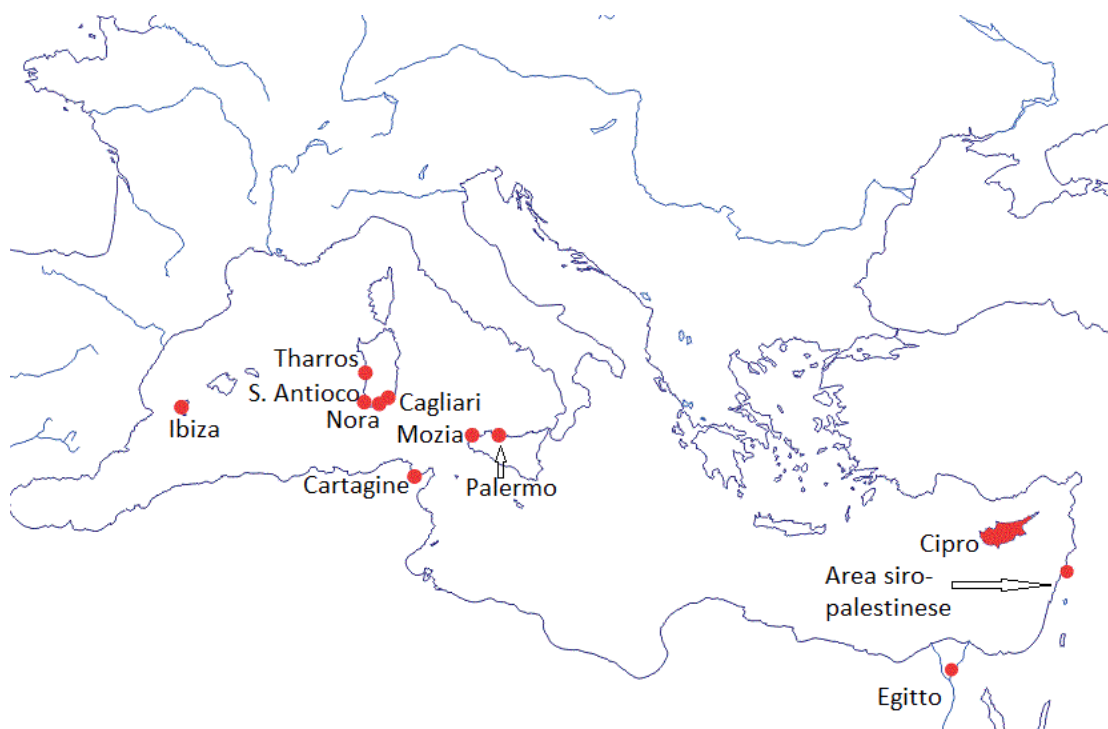 Tharros
S. Antioco
Cagliari
Nora
Ibiza
Mozia
Cartagine
Palermo
Cipro
Area siro-
palestinese
Egitto